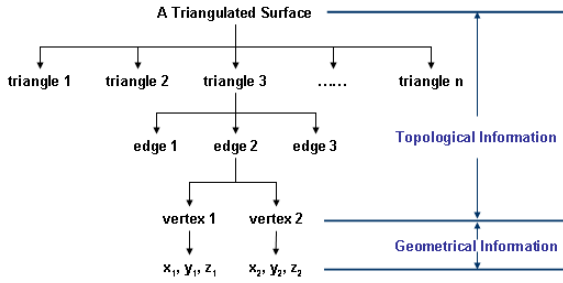 A Triangulated Surface
triangle 1 triangle 2 triangle 3 ...... triangle n
edge 1 edge 2 edge 3
Topological Information
vertex 1 vertex 2
Geometrical Information
x₁, y₁, z₁ x₂, y₂, z₂